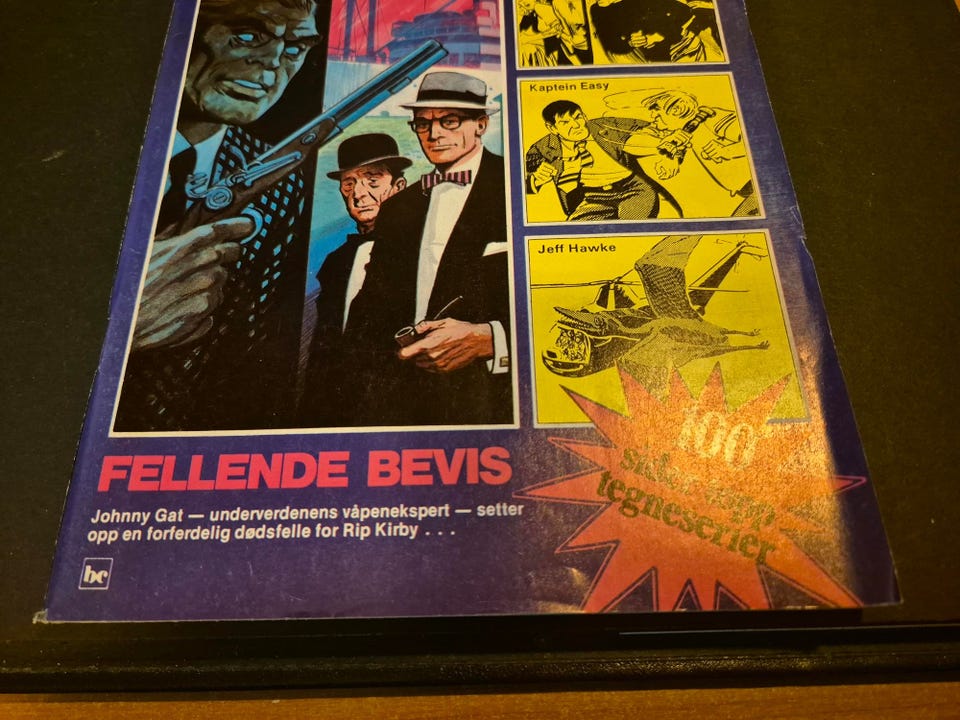 Kaptein Easy
Jeff Hawke
FELLENDE BEVIS
Johnny Gat — underverdenens våpenekspert — setter
opp en forferdelig dødsfelle for Rip Kirby . . .
100
sider topp
tegneserier
bc